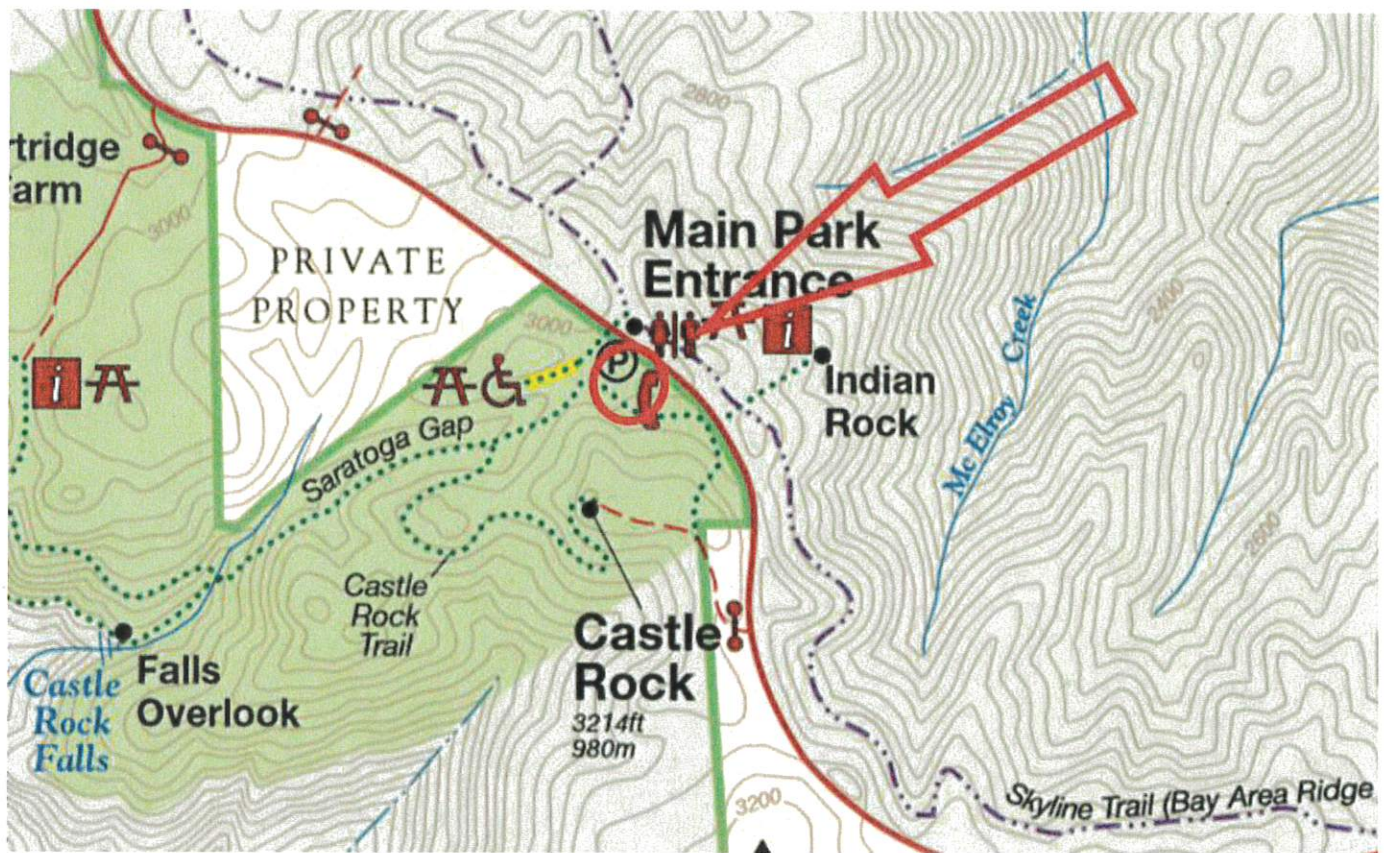 2800
rtridge
arm
3000
PRIVATE
PROPERTY
Main Park
Entrance
3000
P
i
i
Indian
Rock
Mc Elroy Creek
2400
2600
Saratoga Gap
Castle
Rock
Trail
Castle
Rock
3214ft
980m
Falls
Overlook
Castle
Rock
Falls
3200
Skyline Trail (Bay Area Ridge